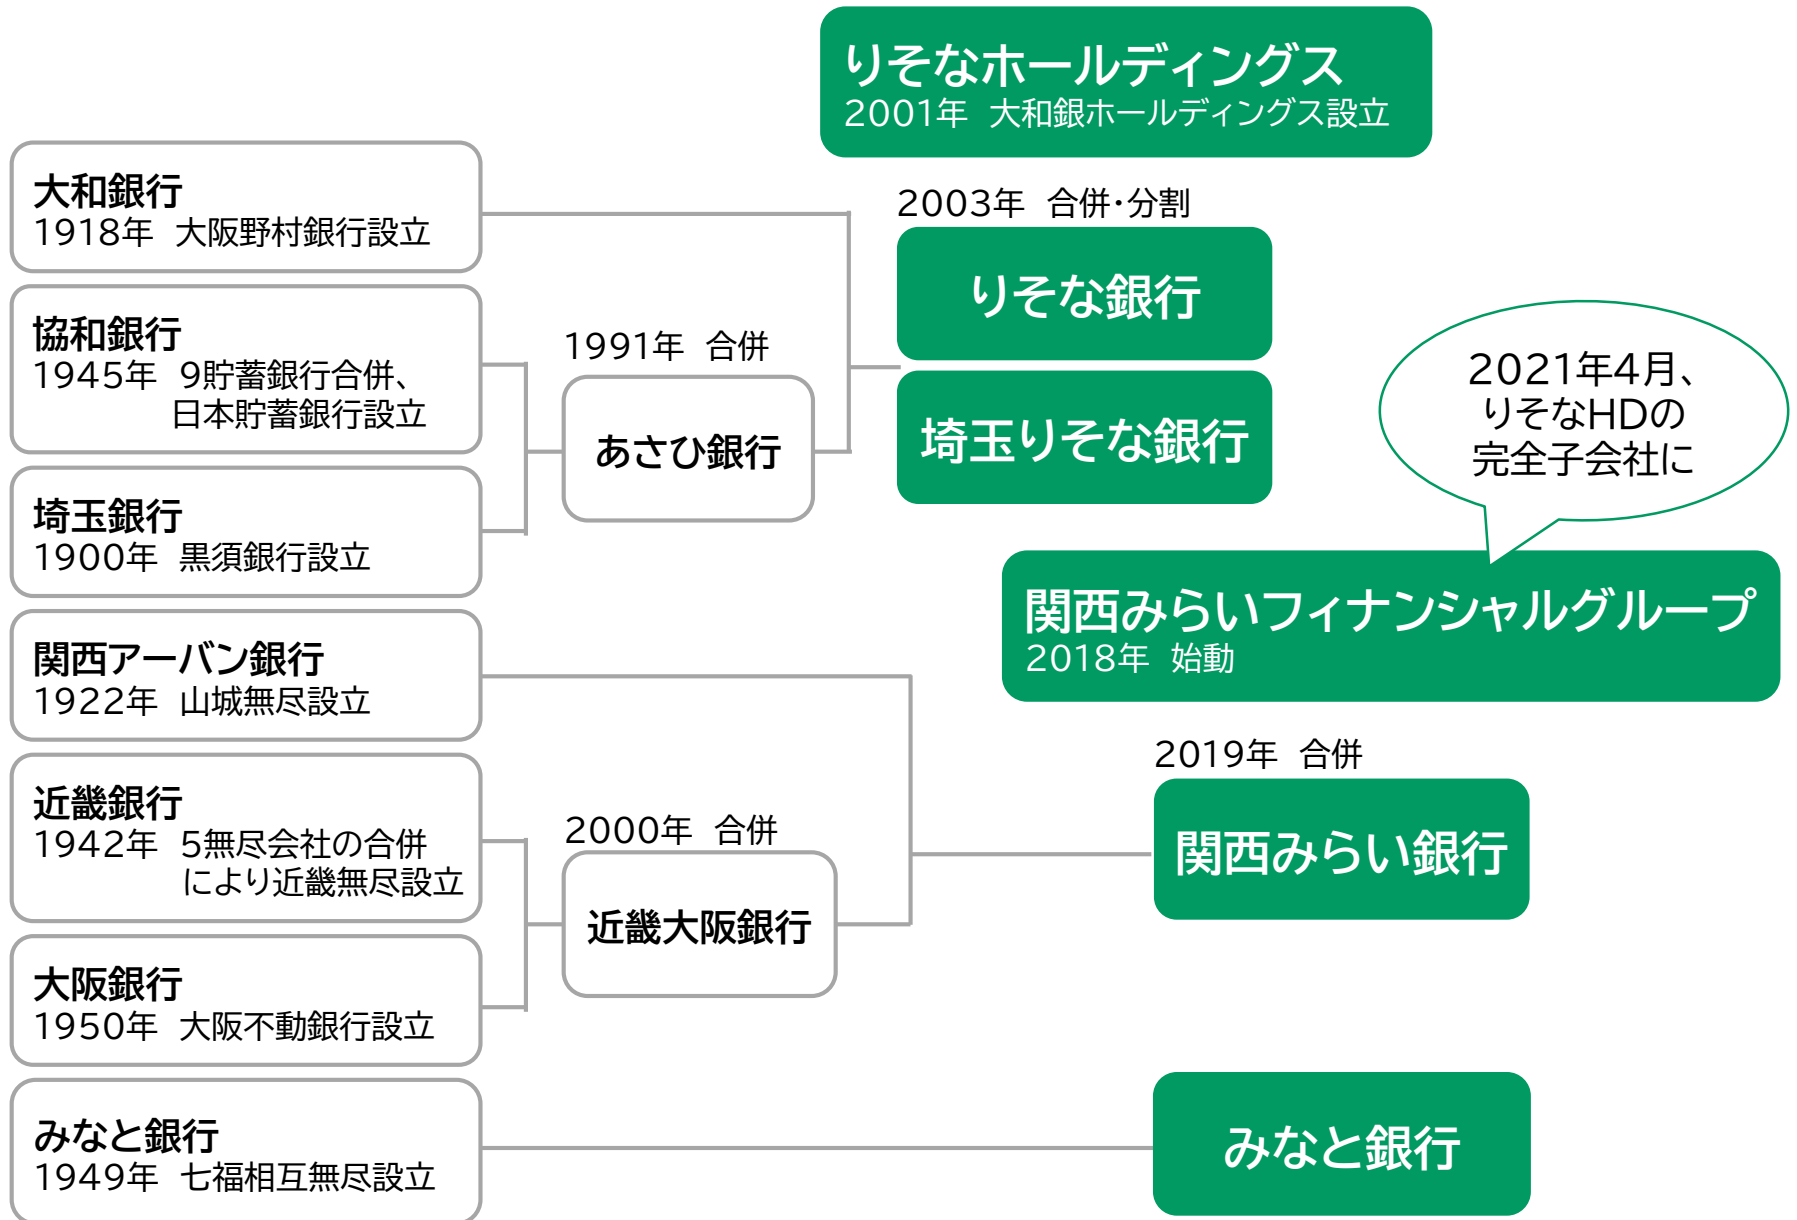 りそなホールディングス
2001年 大和銀ホールディングス設立
大和銀行
1918年 大阪野村銀行設立
協和銀行
1945年 9貯蓄銀行合併、
日本貯蓄銀行設立
埼玉銀行
1900年 黒須銀行設立
1991年 合併
あさひ銀行
2003年 合併・分割
りそな銀行
埼玉りそな銀行
2021年4月、
りそなHDの
完全子会社に
関西みらいフィナンシャルグループ
2018年 始動
関西アーバン銀行
1922年 山城無尽設立
近畿銀行
1942年 5無尽会社の合併
により近畿無尽設立
大阪銀行
1950年 大阪不動銀行設立
2000年 合併
近畿大阪銀行
2019年 合併
関西みらい銀行
みなと銀行
1949年 七福相互無尽設立
みなと銀行